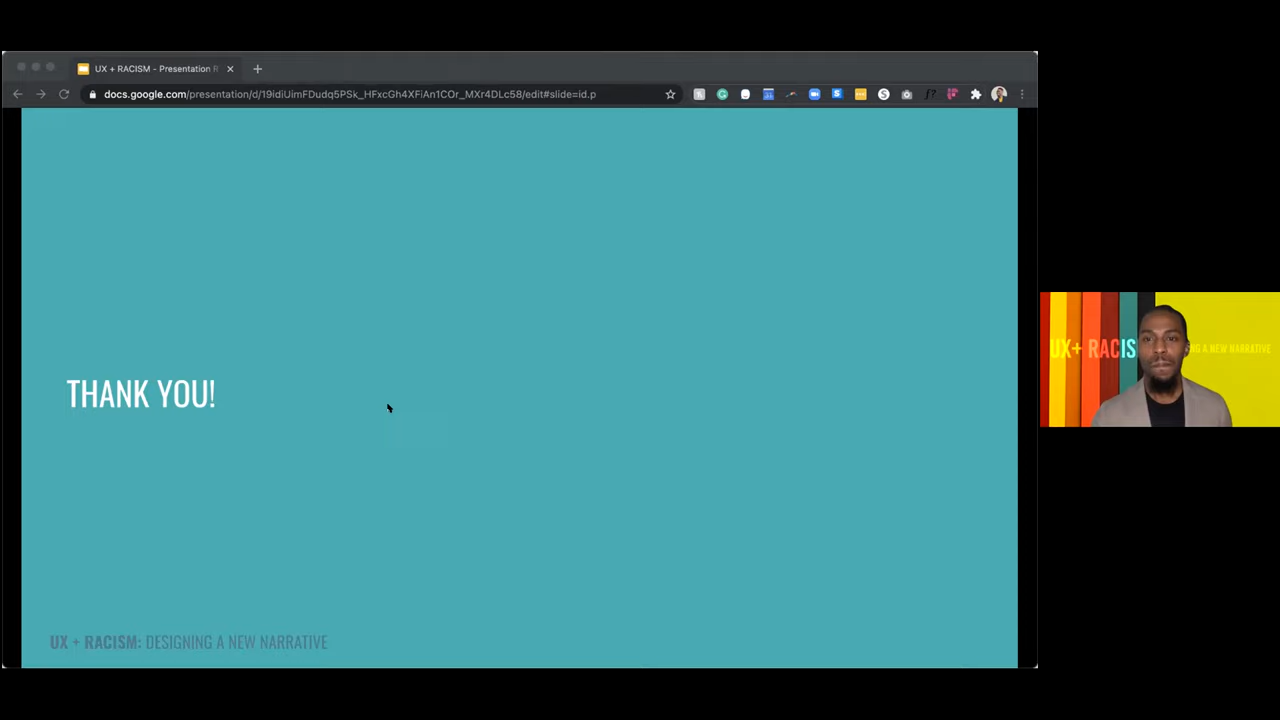 UX + RACISM - Presentation
docs.google.com/presentation/d/19idiUimFDudq5PSk_HFxcGh4XFiAn1COr_MXr4DLc58/edit#slide=id.p
THANK YOU!
UX + RACISM: DESIGNING A NEW NARRATIVE
UX+ RACIS
NG A NEW NARRATIVE